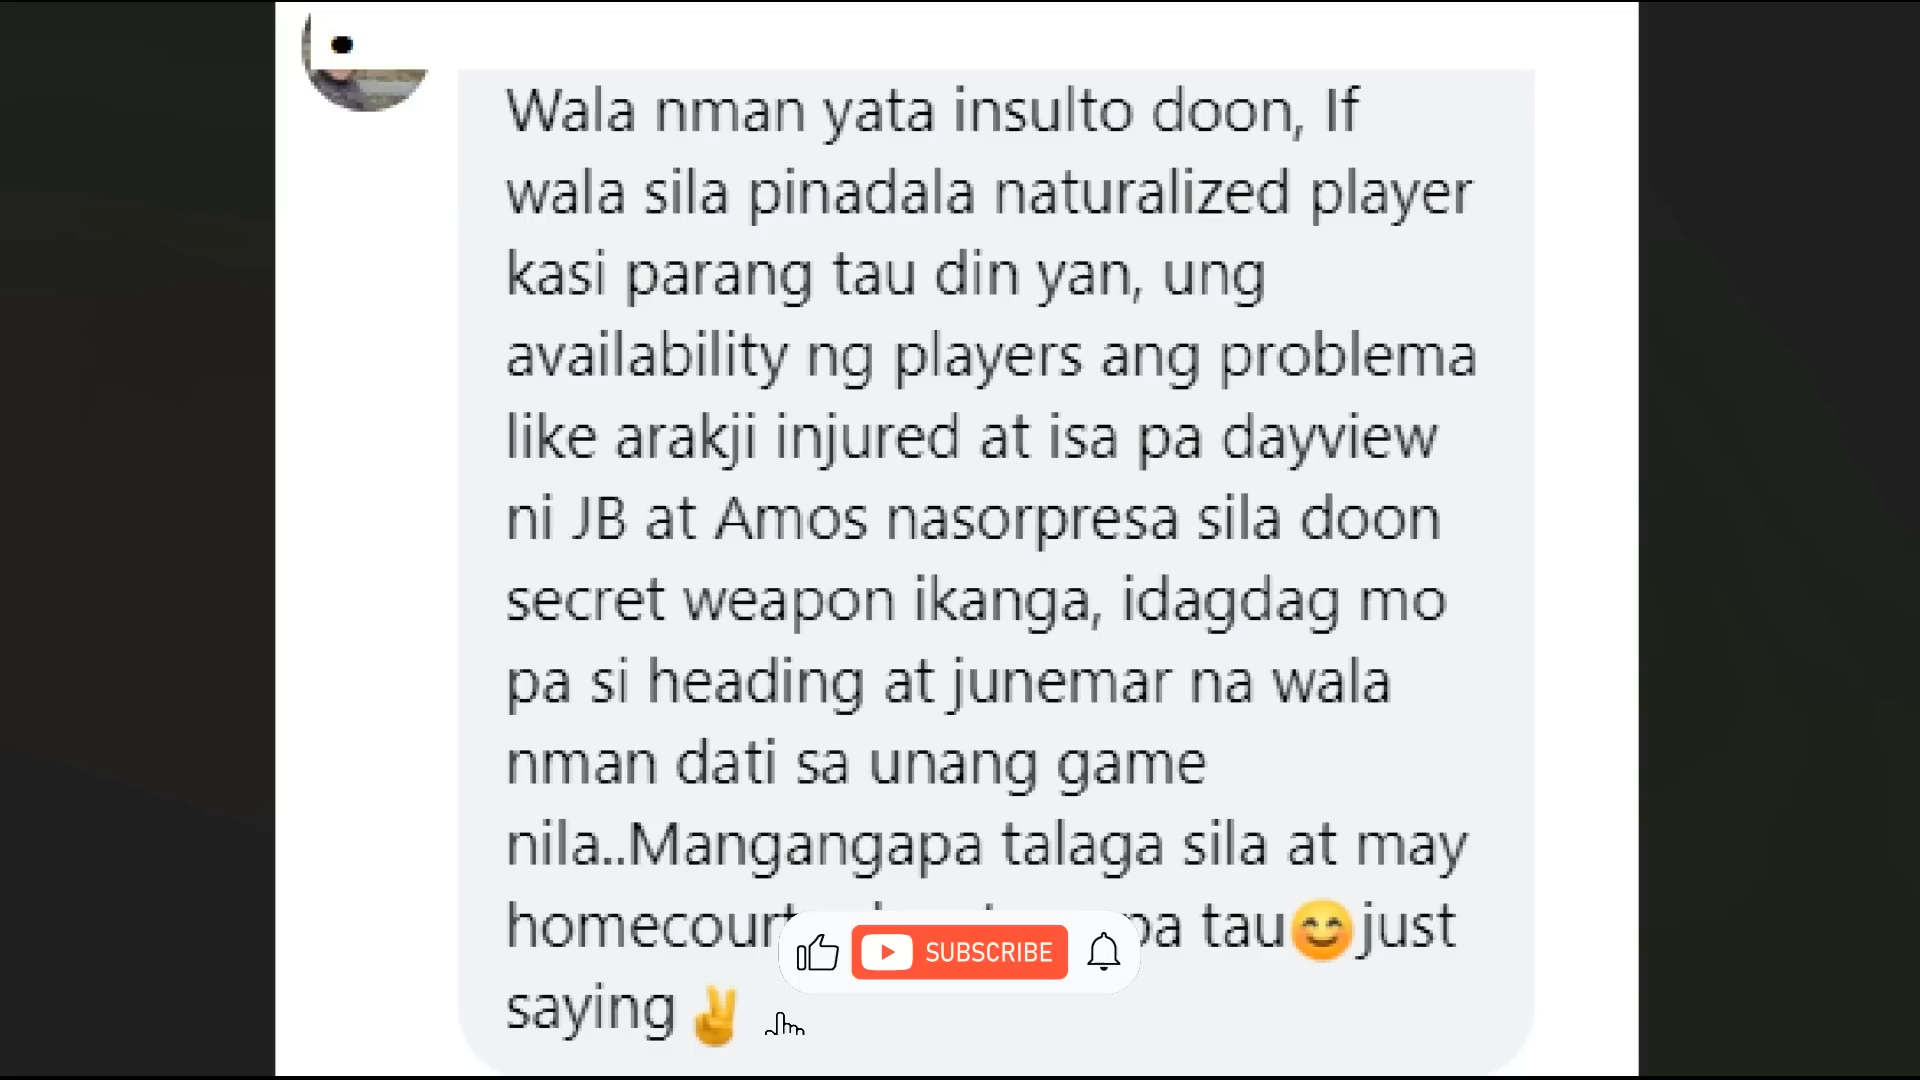 Wala nman yata insulto doon, If
wala sila pinadala naturalized player
kasi parang tau din yan, ung
availability ng players ang problema
like arakji injured at isa pa dayview
ni JB at Amos nasorpresa sila doon
secret weapon ikanga, idagdag mo
pa si heading at junemar na wala
nman dati sa unang game
nila..Mangangapa talaga sila at may
homecourt pa tau😊just
saying✌
SUBSCRIBE